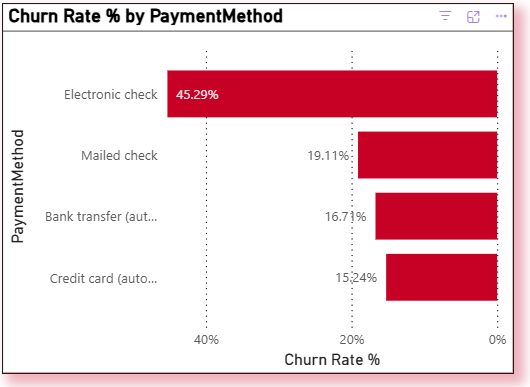 Churn Rate % by PaymentMethod
PaymentMethod
Electronic check 45.29%
Mailed check 19.11%
Bank transfer (aut... 16.71%
Credit card (auto... 15.24%
40% 20% 0%
Churn Rate %